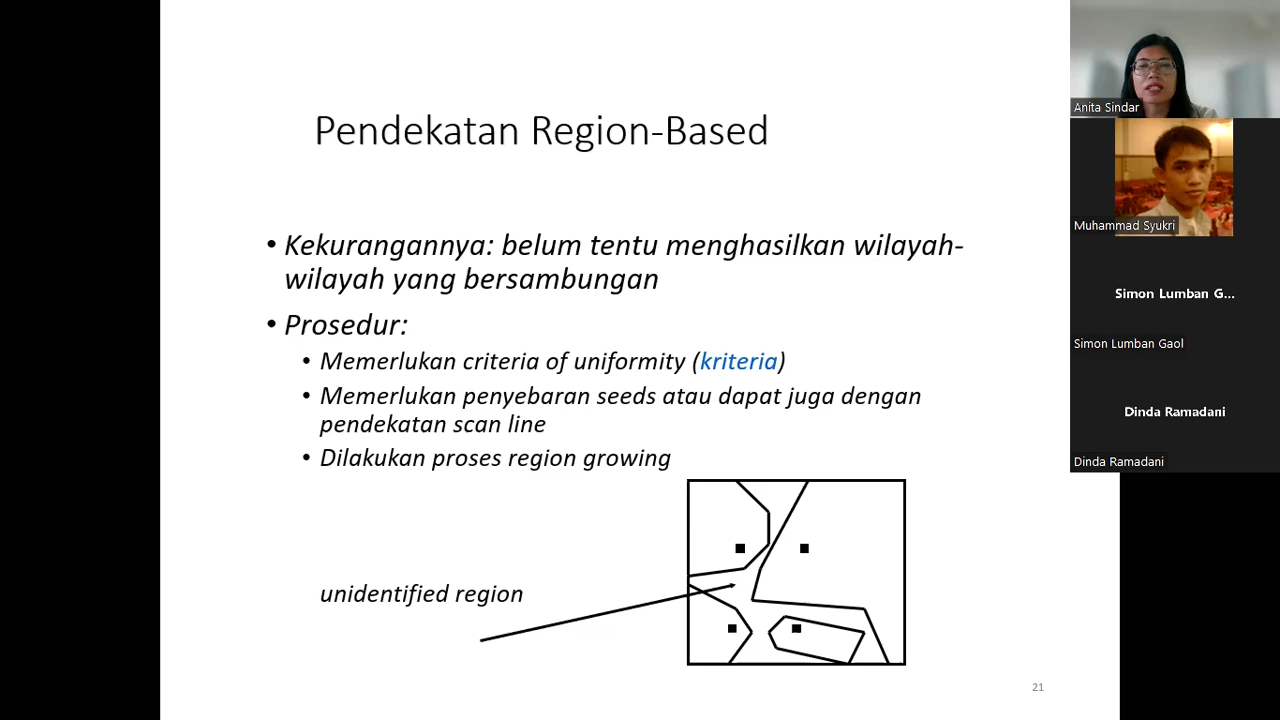 Pendekatan Region-Based
• Kekurangannya: belum tentu menghasilkan wilayah-
wilayah yang bersambungan
• Prosedur:
• Memerlukan criteria of uniformity (kriteria)
• Memerlukan penyebaran seeds atau dapat juga dengan
pendekatan scan line
• Dilakukan proses region growing
unidentified region
21
Anita Sindar
Muhammad Syukri
Simon Lumban G...
Simon Lumban Gaol
Dinda Ramadani
Dinda Ramadani